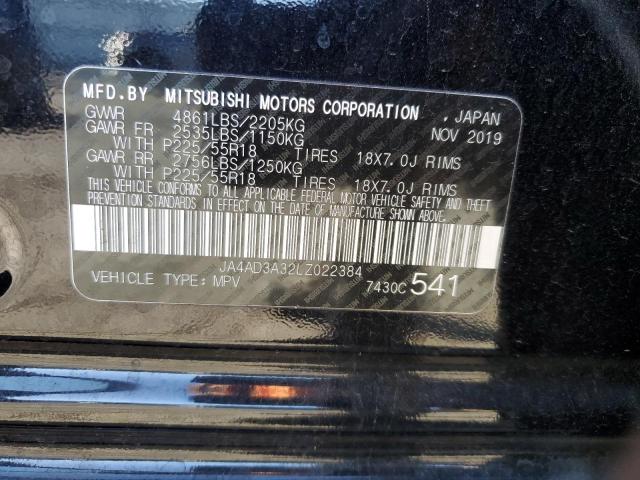 MFD.BY MITSUBISHI MOTORS CORPORATION , JAPAN
GVWR 4861LBS/2205KG NOV 2019
GAWR FR 2535LBS/1150KG
WITH P225/55R18 TIRES 18X7.0J RIMS
GAWR RR 2756LBS/1250KG
WITH P225/55R18 TIRES 18X7.0J RIMS
THIS VEHICLE CONFORMS TO ALL APPLICABLE FEDERAL MOTOR VEHICLE SAFETY AND THEFT
PREVENTION STANDARDS IN EFFECT ON THE DATE OF MANUFACTURE SHOWN ABOVE.
JA4AD3A32LZ022384
VEHICLE TYPE: MPV 7430C 541